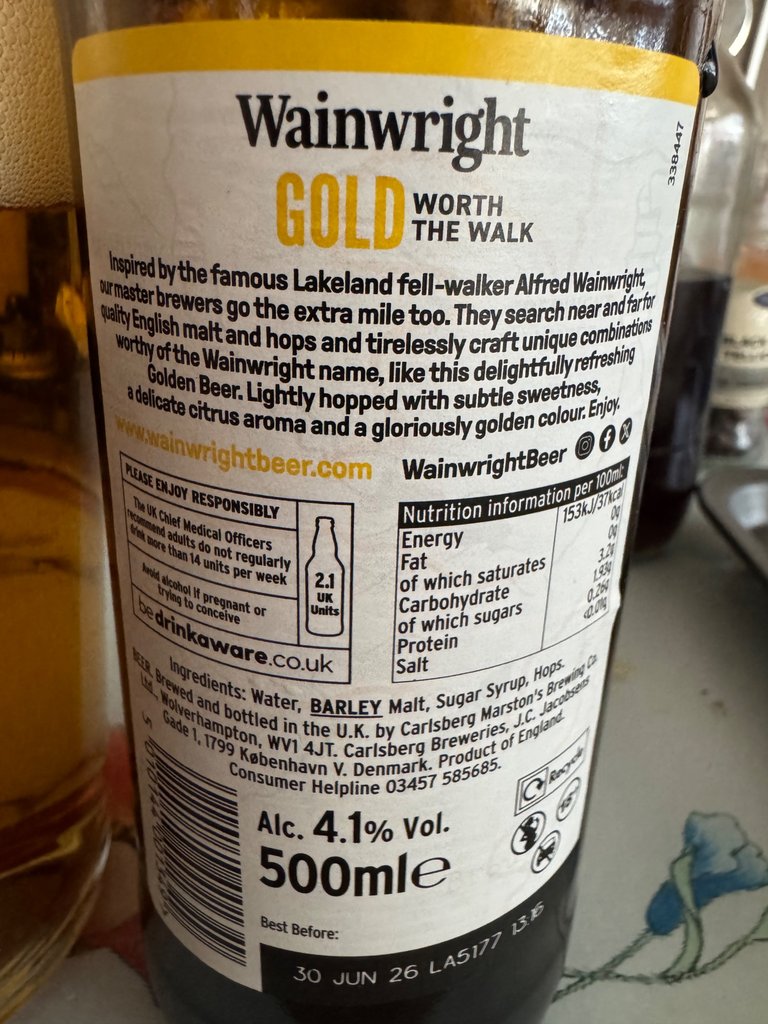 Wainwright
GOLD WORTH
THE WALK
338447
Inspired by the famous Lakeland fell-walker Alfred Wainwright,
our master brewers go the extra mile too. They search near and far for
quality English malt and hops and tirelessly craft unique combinations
worthy of the Wainwright name, like this delightfully refreshing
Golden Beer. Lightly hopped with subtle sweetness,
a delicate citrus aroma and a gloriously golden colour. Enjoy.
www.wainwrightbeer.com WainwrightBeer
PLEASE ENJOY RESPONSIBLY
The UK Chief Medical Officers
recommend adults do not regularly
drink more than 14 units per week
Avoid alcohol if pregnant or
trying to conceive
2.1
UK
Units
bedrinkaware.co.uk
Nutrition information per 100ml:
Energy 153kJ/37kcal
Fat 0g
of which saturates 0g
Carbohydrate 3.2g
of which sugars 1.93g
Protein 0.26g
Salt <0.01g
Ingredients: Water, BARLEY Malt, Sugar Syrup, Hops.
BEER. Brewed and bottled in the U.K. by Carlsberg Marston's Brewing Co.
Ltd., Wolverhampton, WV1 4JT. Carlsberg Breweries, J.C. Jacobsens
Gade 1, 1799 København V. Denmark. Product of England.
Consumer Helpline 03457 585685.
Recycle
Alc. 4.1% Vol.
500ml℮
Best Before:
30 JUN 26 LA5177 13:16